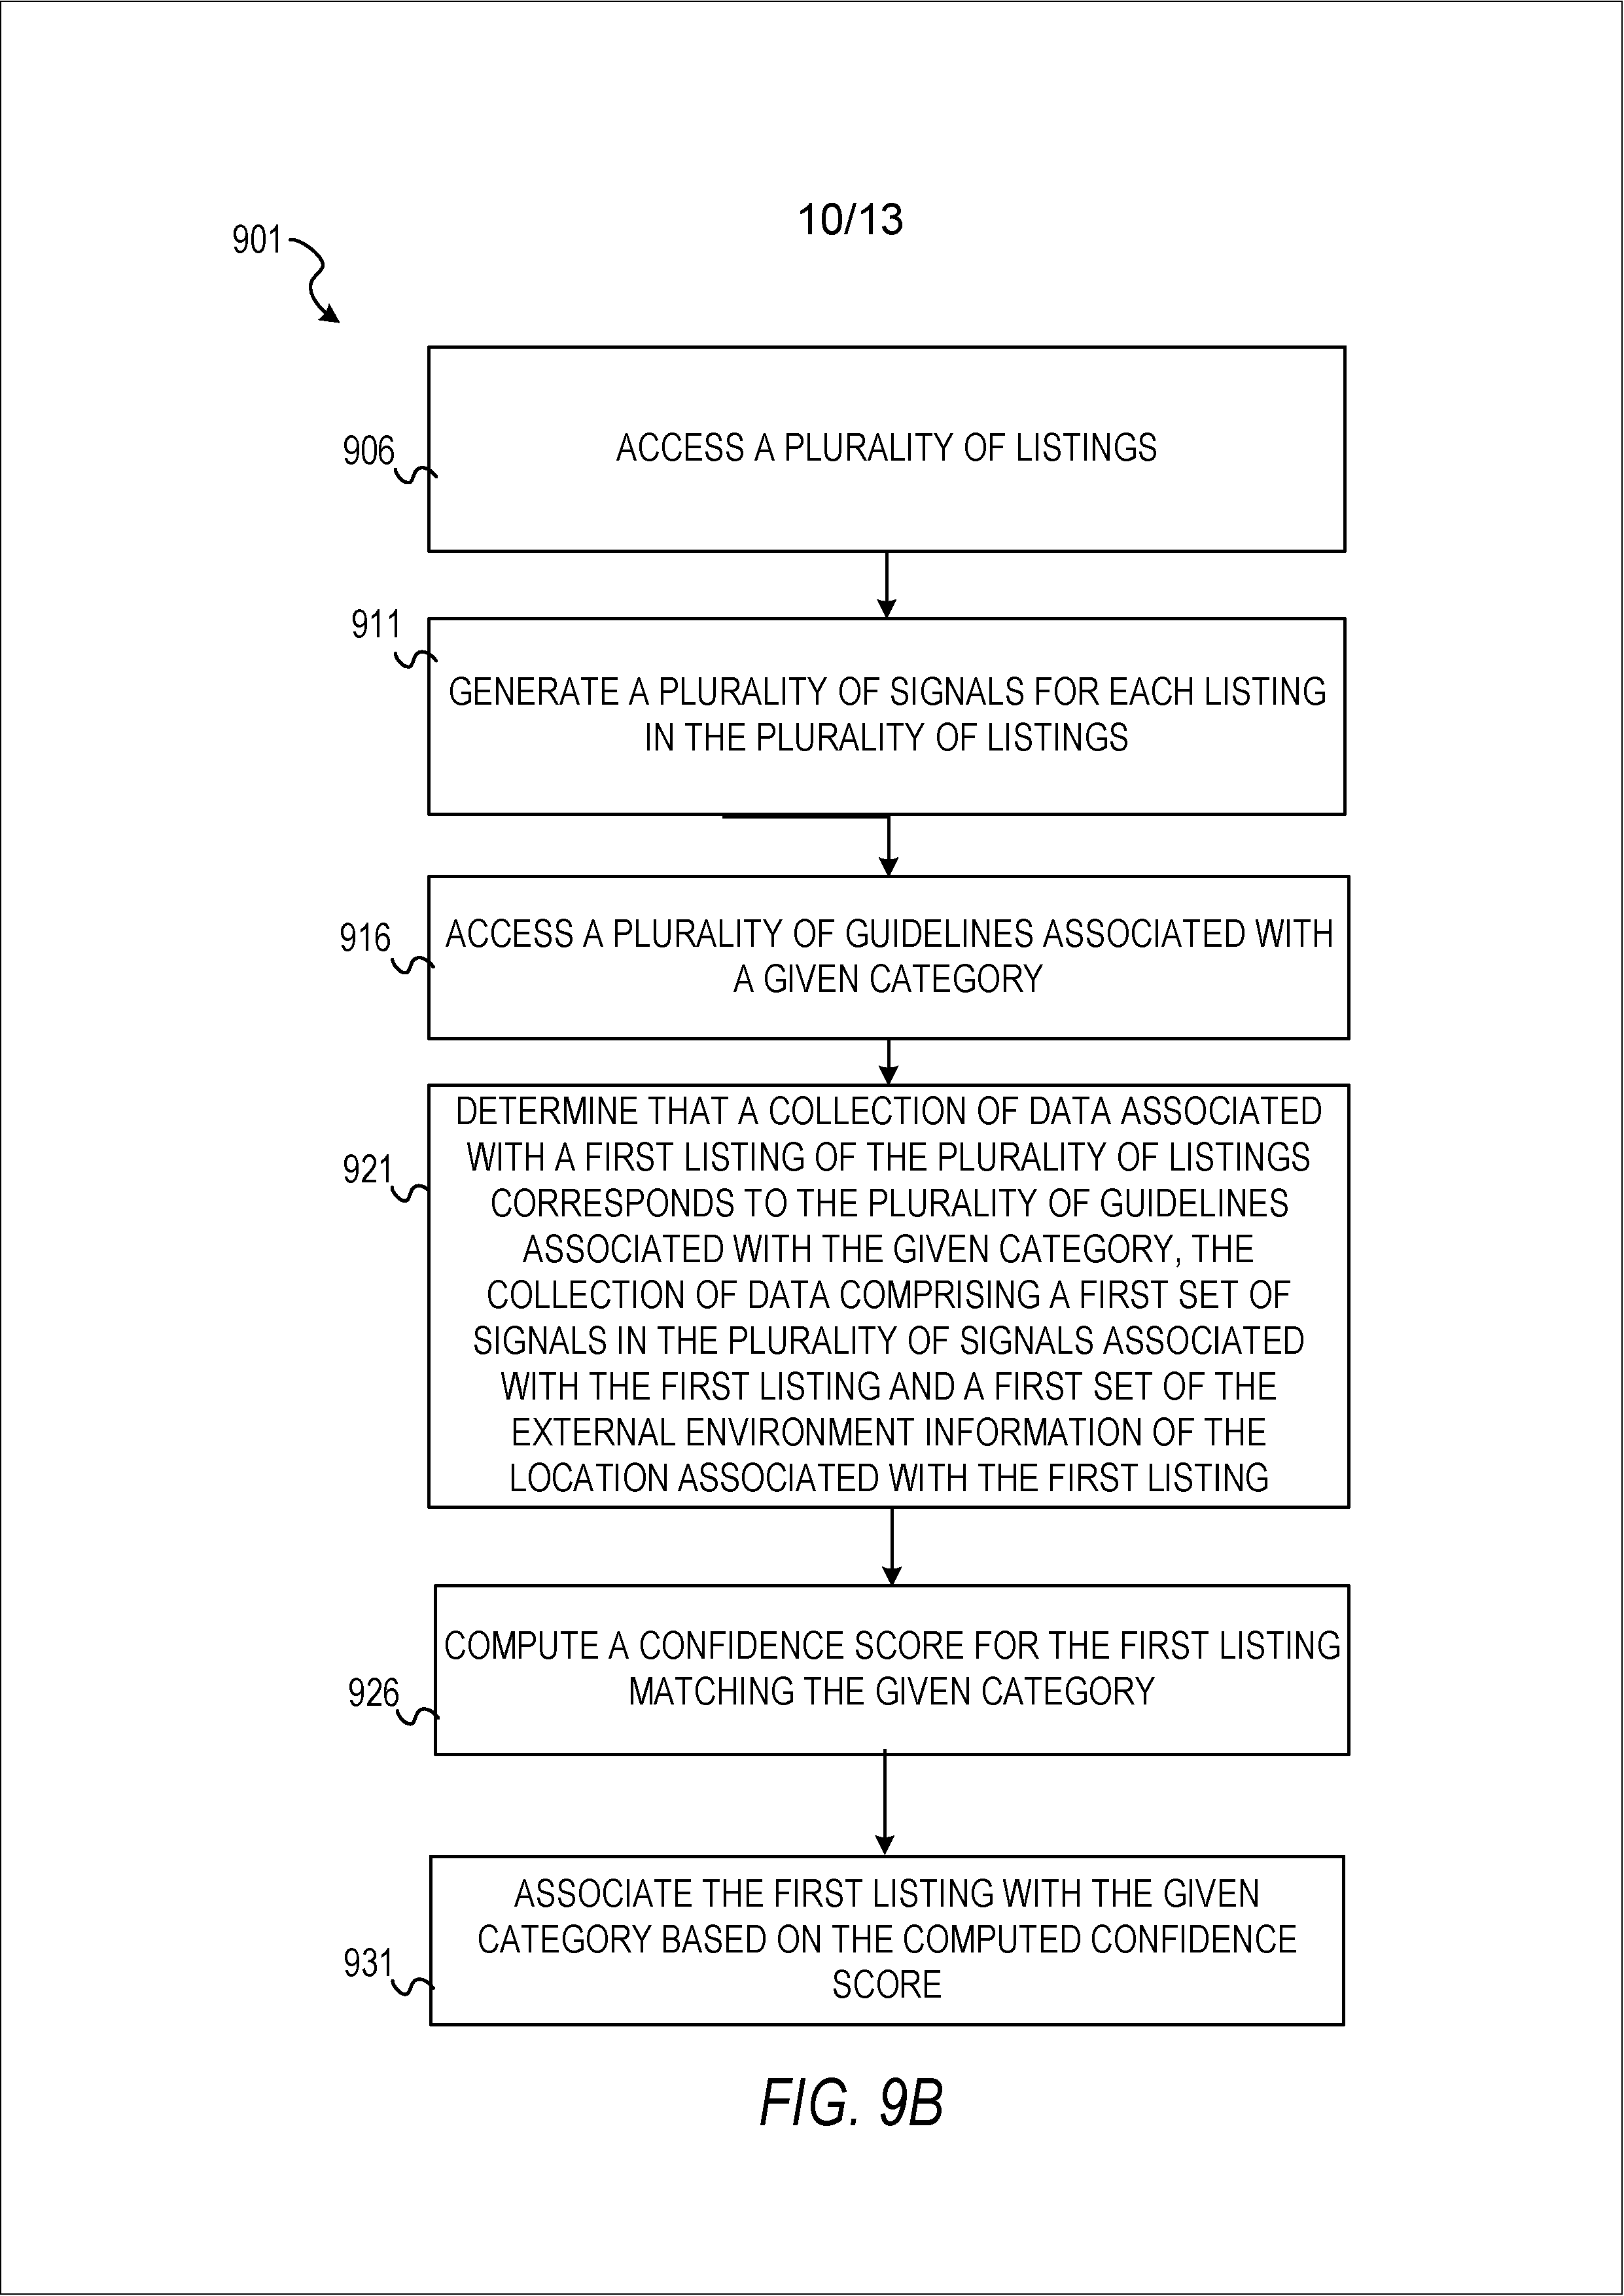 10/13
901
906
ACCESS A PLURALITY OF LISTINGS
911
GENERATE A PLURALITY OF SIGNALS FOR EACH LISTING
IN THE PLURALITY OF LISTINGS
916
ACCESS A PLURALITY OF GUIDELINES ASSOCIATED WITH
A GIVEN CATEGORY
921
DETERMINE THAT A COLLECTION OF DATA ASSOCIATED
WITH A FIRST LISTING OF THE PLURALITY OF LISTINGS
CORRESPONDS TO THE PLURALITY OF GUIDELINES
ASSOCIATED WITH THE GIVEN CATEGORY, THE
COLLECTION OF DATA COMPRISING A FIRST SET OF
SIGNALS IN THE PLURALITY OF SIGNALS ASSOCIATED
WITH THE FIRST LISTING AND A FIRST SET OF THE
EXTERNAL ENVIRONMENT INFORMATION OF THE
LOCATION ASSOCIATED WITH THE FIRST LISTING
926
COMPUTE A CONFIDENCE SCORE FOR THE FIRST LISTING
MATCHING THE GIVEN CATEGORY
931
ASSOCIATE THE FIRST LISTING WITH THE GIVEN
CATEGORY BASED ON THE COMPUTED CONFIDENCE
SCORE
FIG. 9B